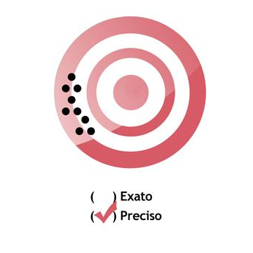 (   ) Exato
(✓) Preciso